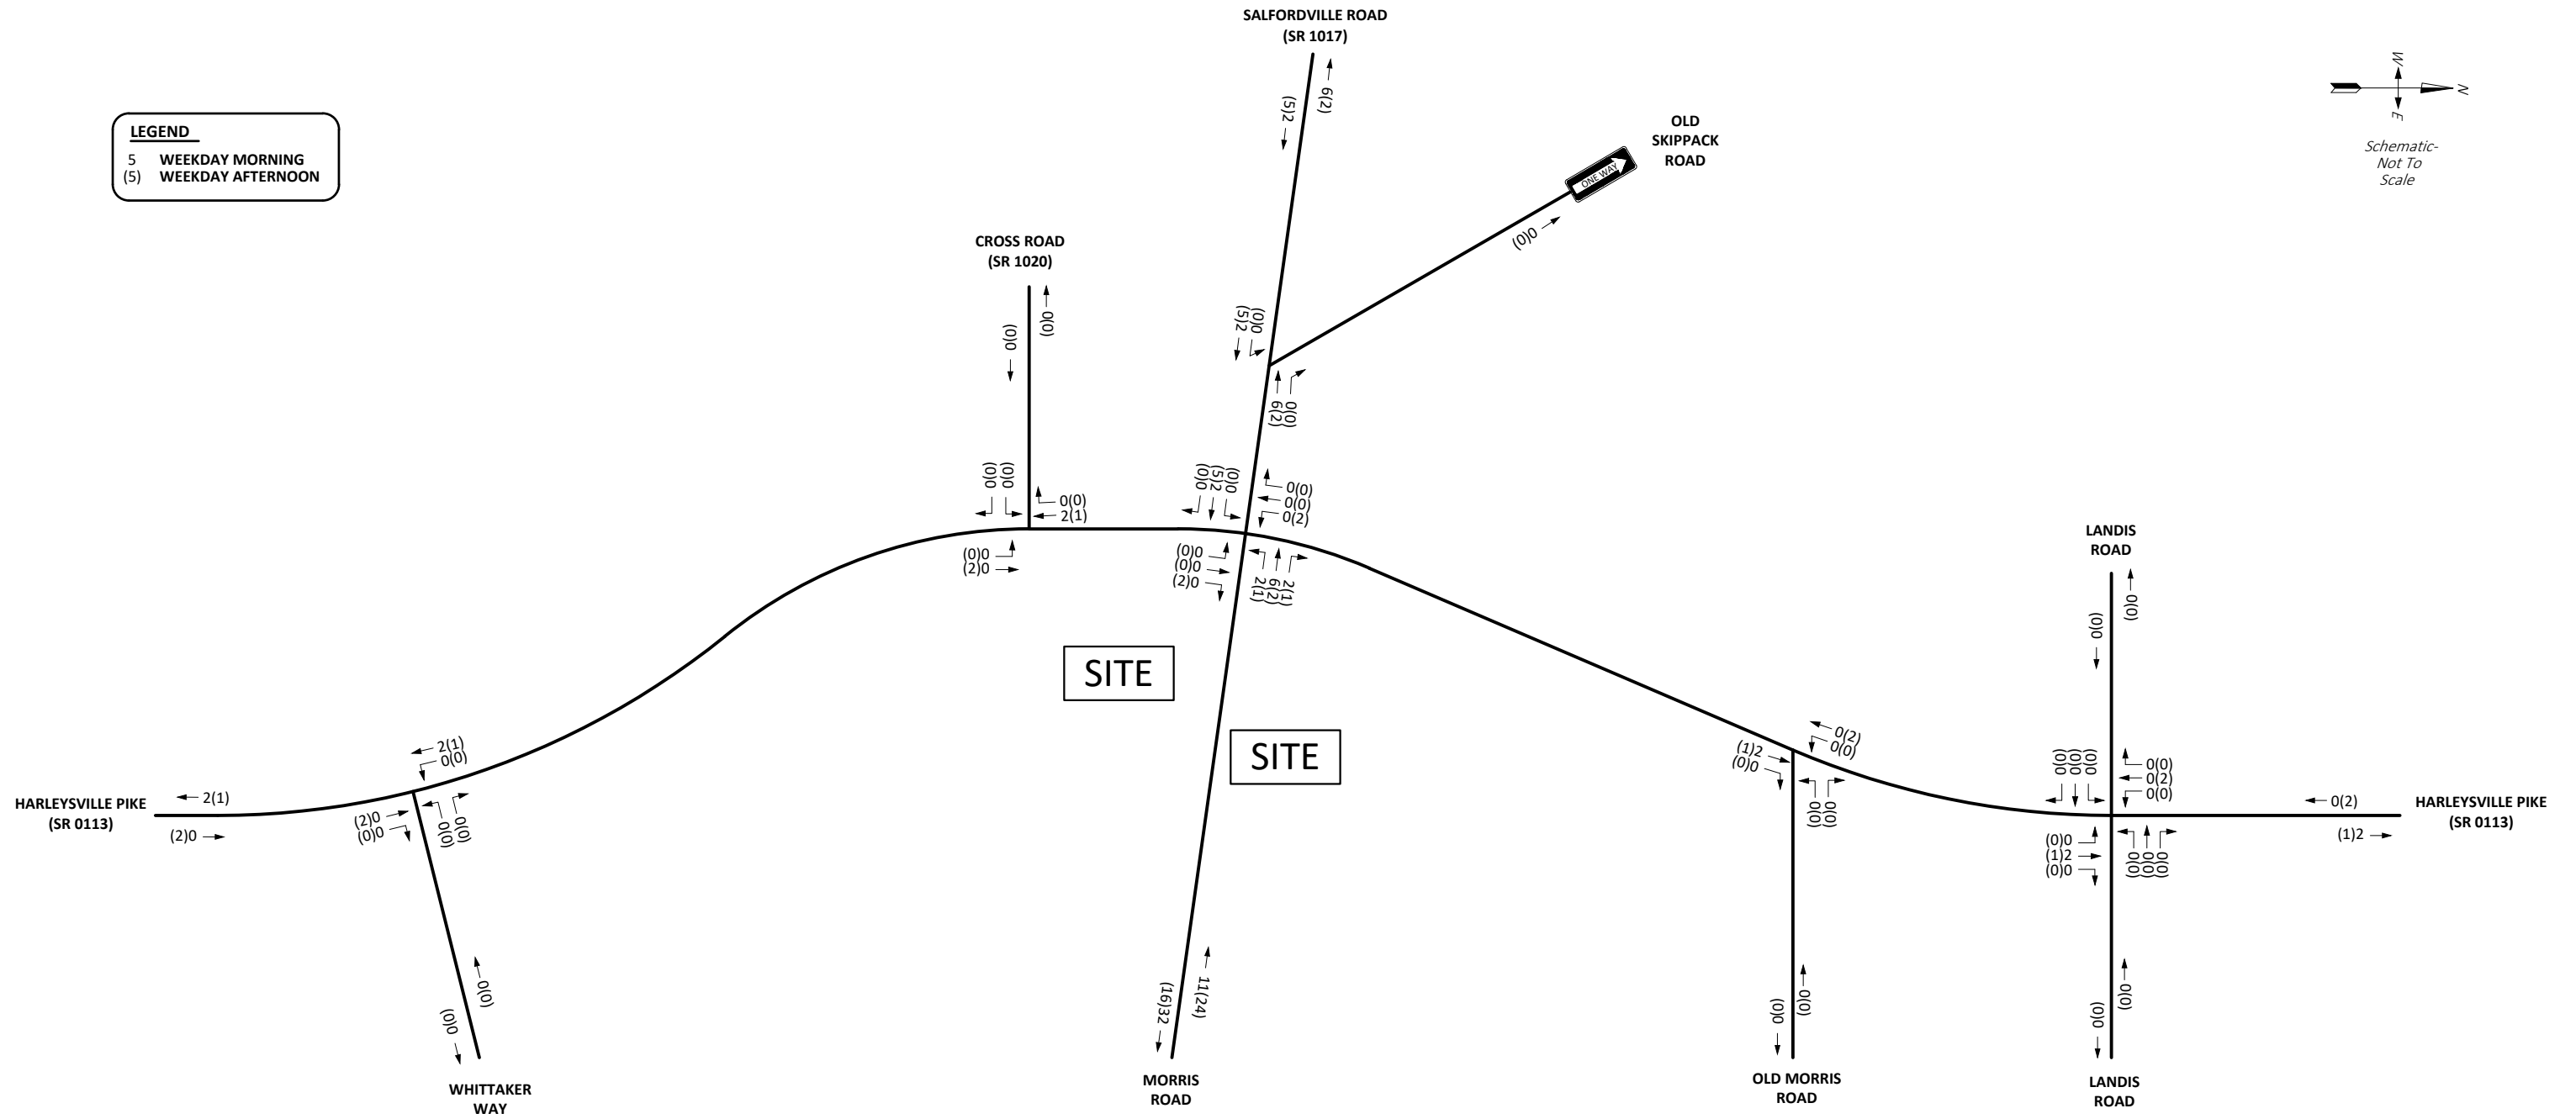 SALFORDVILLE ROAD
(SR 1017)
6(2)
(5)2
W
N
E
Schematic-
Not To
Scale
LEGEND
5 WEEKDAY MORNING
(5) WEEKDAY AFTERNOON
OLD
SKIPPACK
ROAD
ONE WAY
(0)0
CROSS ROAD
(SR 1020)
0(0)
(0)0
(0)0
(5)2
6(2)
0(0)
(0)0
(0)0
0(0)
2(1)
(0)0
(2)0
(0)0
(5)2
(0)0
0(0)
0(0)
0(2)
(0)0
(0)0
(2)0
2(1)
6(2)
2(1)
SITE
SITE
LANDIS
ROAD
0(0)
(0)0
HARLEYSVILLE PIKE
(SR 0113)
2(1)
(2)0
2(1)
0(0)
(2)0
(0)0
0(0)
0(0)
0(0)
(0)0
WHITTAKER
WAY
11(24)
(16)32
MORRIS
ROAD
0(2)
0(0)
(1)2
(0)0
0(0)
0(0)
0(0)
(0)0
OLD MORRIS
ROAD
(0)0
(0)0
(0)0
0(0)
0(2)
0(0)
(0)0
(1)2
(0)0
0(0)
0(0)
0(0)
0(0)
(0)0
LANDIS
ROAD
0(2)
(1)2
HARLEYSVILLE PIKE
(SR 0113)